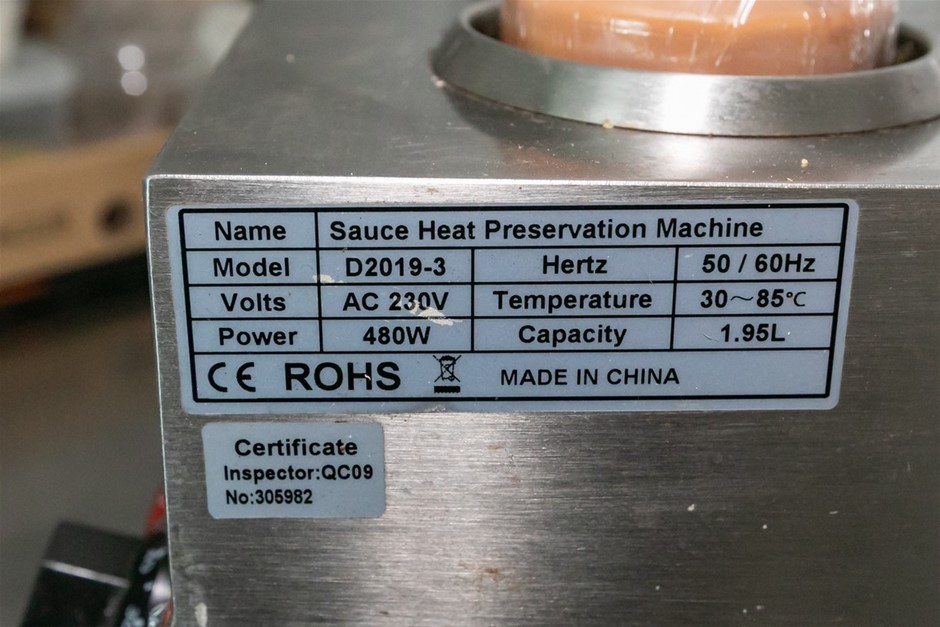 Name Sauce Heat Preservation Machine
Model D2019-3 Hertz 50 / 60Hz
Volts AC 230V Temperature 30~85℃
Power 480W Capacity 1.95L
CE ROHS MADE IN CHINA
Certificate
Inspector:QC09
No:305982